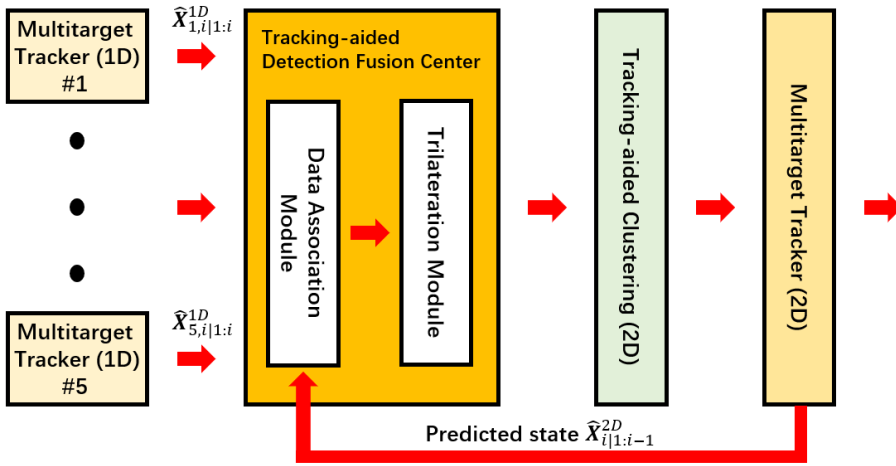 Multitarget
Tracker (1D)
#1
X̂^{1D}_{1,i|1:i}
Tracking-aided
Detection Fusion Center
Data Association
Module
Trilateration Module
Tracking-aided Clustering (2D)
Multitarget Tracker (2D)
Multitarget
Tracker (1D)
#5
X̂^{1D}_{5,i|1:i}
Predicted state X̂^{2D}_{i|1:i−1}